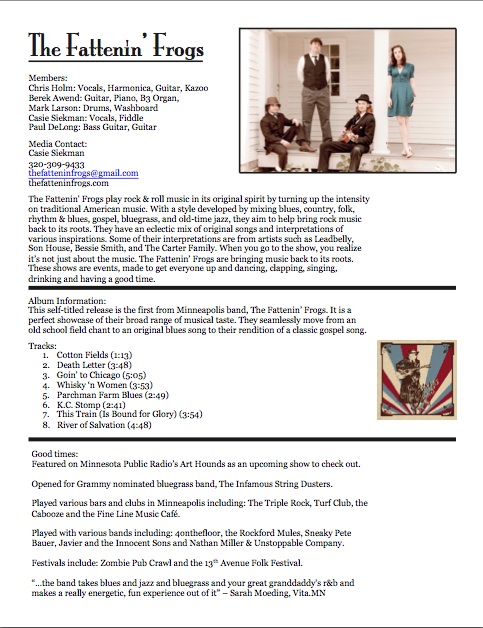 The Fattenin' Frogs
Members:
Chris Holm: Vocals, Harmonica, Guitar, Kazoo
Berek Awend: Guitar, Piano, B3 Organ,
Mark Larson: Drums, Washboard
Casie Siekman: Vocals, Fiddle
Paul DeLong: Bass Guitar, Guitar
Media Contact:
Casie Siekman
320-309-9433
thefatteninfrogs@gmail.com
thefatteninfrogs.com
The Fattenin' Frogs play rock & roll music in its original spirit by turning up the intensity
on traditional American music. With a style developed by mixing blues, country, folk,
rhythm & blues, gospel, bluegrass, and old-time jazz, they aim to help bring rock music
back to its roots. They have an eclectic mix of original songs and interpretations of
various inspirations. Some of their interpretations are from artists such as Leadbelly,
Son House, Bessie Smith, and The Carter Family. When you go to the show, you realize
it's not just about the music. The Fattenin' Frogs are bringing music back to its roots.
These shows are events, made to get everyone up and dancing, clapping, singing,
drinking and having a good time.
Album Information:
This self-titled release is the first from Minneapolis band, The Fattenin' Frogs. It is a
perfect showcase of their broad range of musical taste. They seamlessly move from an
old school field chant to an original blues song to their rendition of a classic gospel song.
Tracks:
1. Cotton Fields (1:13)
2. Death Letter (3:48)
3. Goin' to Chicago (5:05)
4. Whisky 'n Women (3:53)
5. Parchman Farm Blues (2:49)
6. K.C. Stomp (2:41)
7. This Train (Is Bound for Glory) (3:54)
8. River of Salvation (4:48)
Good times:
Featured on Minnesota Public Radio's Art Hounds as an upcoming show to check out.
Opened for Grammy nominated bluegrass band, The Infamous String Dusters.
Played various bars and clubs in Minneapolis including: The Triple Rock, Turf Club, the
Cabooze and the Fine Line Music Café.
Played with various bands including: 40thefloor, the Rockford Mules, Sneaky Pete
Bauer, Javier and the Innocent Sons and Nathan Miller & Unstoppable Company.
Festivals include: Zombie Pub Crawl and the 13th Avenue Folk Festival.
"...the band takes blues and jazz and bluegrass and your great granddaddy's r&b and
makes a really energetic, fun experience out of it" – Sarah Moeding, Vita.MN